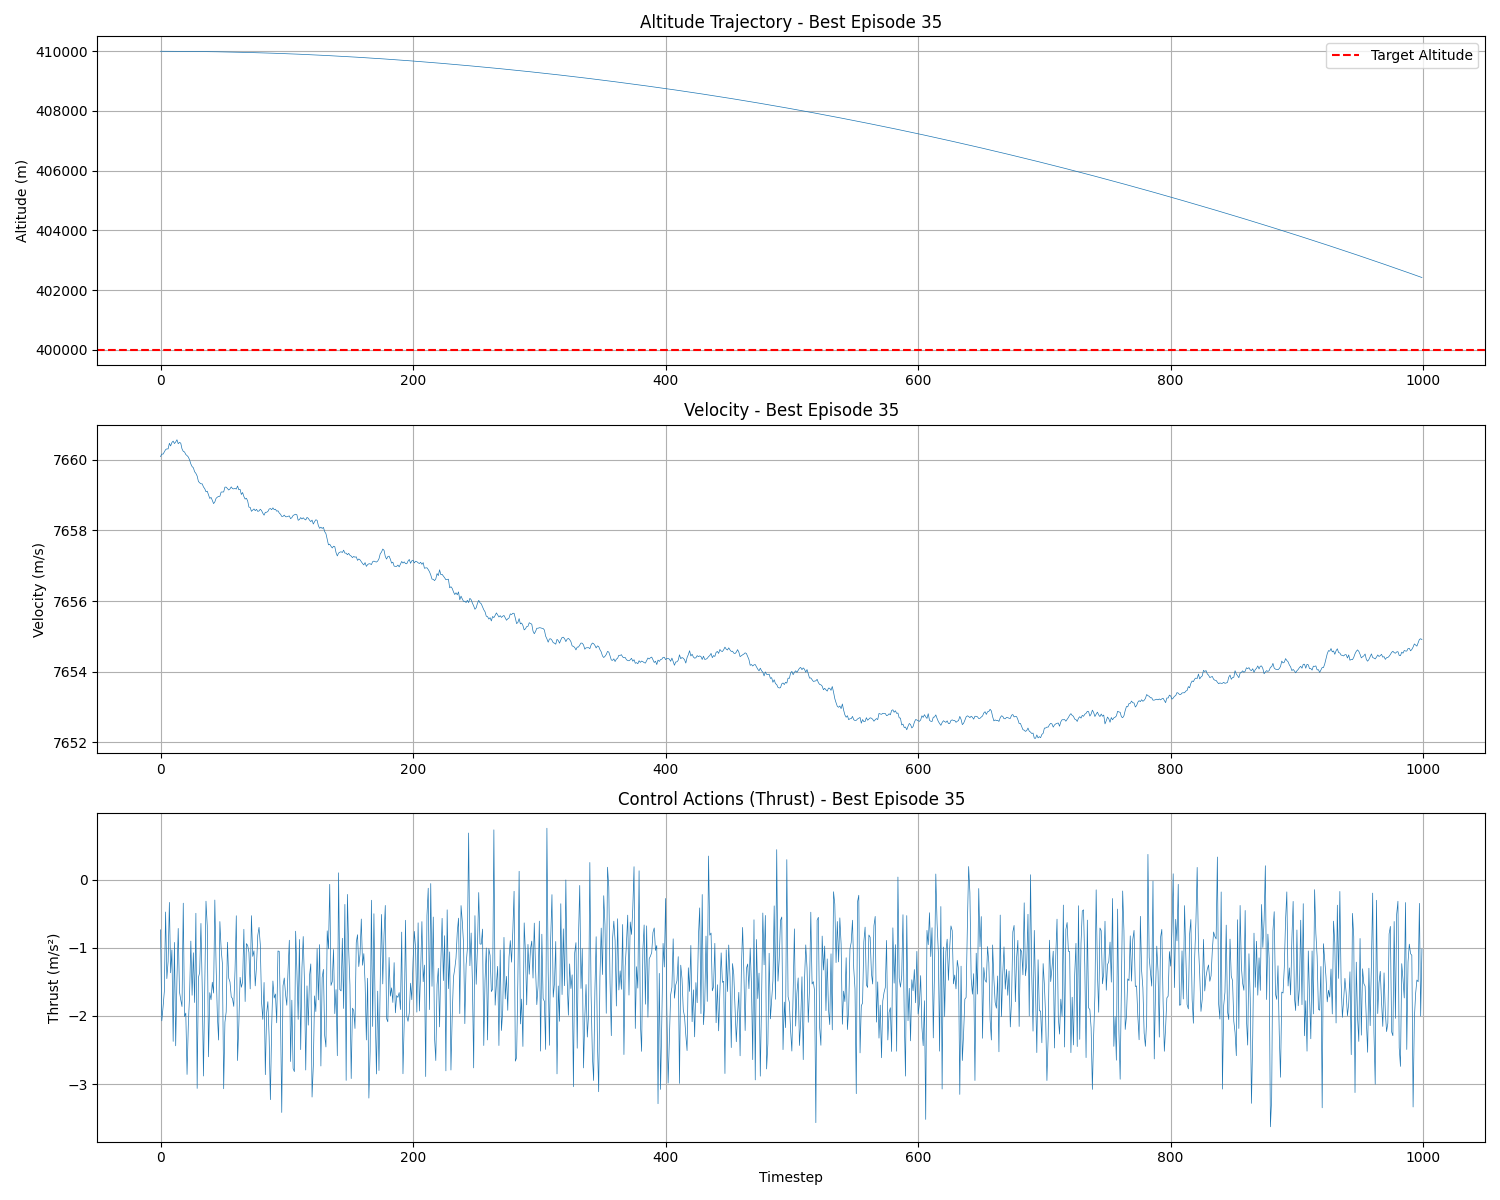 Altitude Trajectory - Best Episode 35
Altitude (m)
410000
408000
406000
404000
402000
400000
Target Altitude
0 200 400 600 800 1000
Velocity - Best Episode 35
Velocity (m/s)
7660
7658
7656
7654
7652
0 200 400 600 800 1000
Control Actions (Thrust) - Best Episode 35
Thrust (m/s²)
0
−1
−2
−3
0 200 400 600 800 1000
Timestep